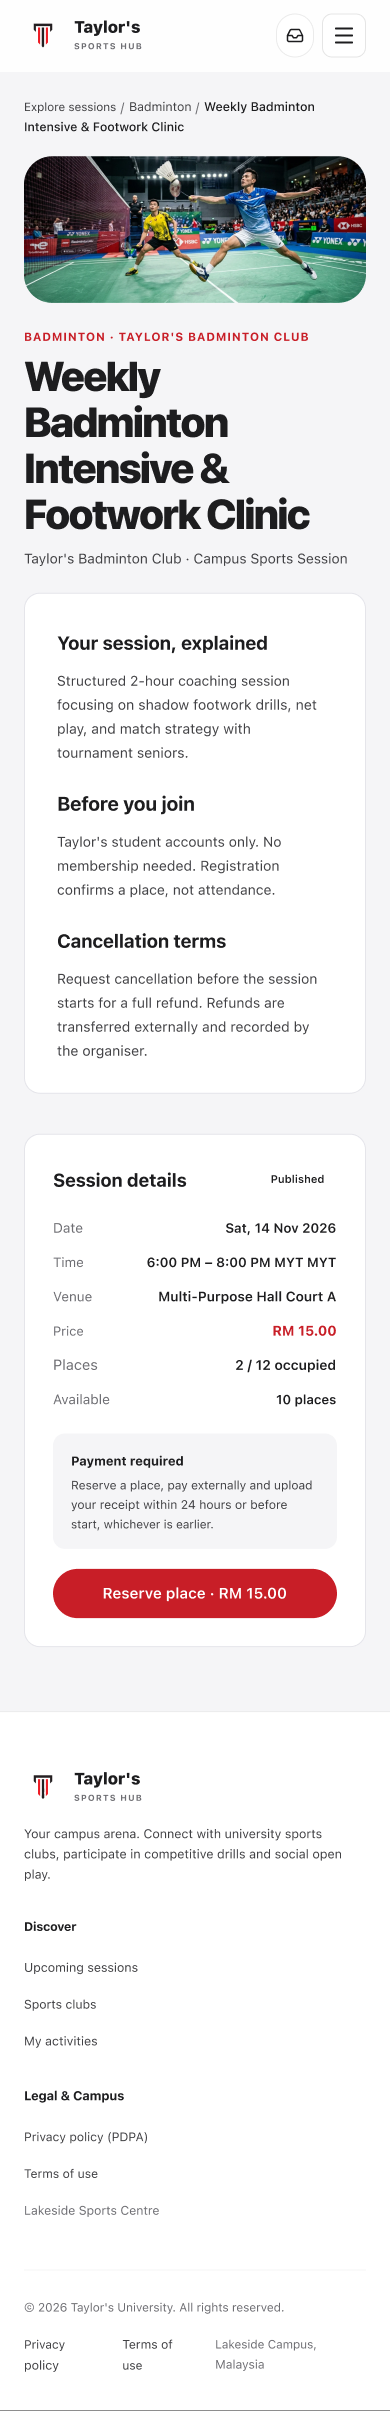 Taylor's
SPORTS HUB
Explore sessions / Badminton / Weekly Badminton
Intensive & Footwork Clinic
YONEX
YONEX
YONEX
HSBC
BADMINTON · TAYLOR'S BADMINTON CLUB
Weekly
Badminton
Intensive &
Footwork Clinic
Taylor's Badminton Club · Campus Sports Session
Your session, explained
Structured 2-hour coaching session
focusing on shadow footwork drills, net
play, and match strategy with
tournament seniors.
Before you join
Taylor's student accounts only. No
membership needed. Registration
confirms a place, not attendance.
Cancellation terms
Request cancellation before the session
starts for a full refund. Refunds are
transferred externally and recorded by
the organiser.
Session details
Published
Date Sat, 14 Nov 2026
Time 6:00 PM – 8:00 PM MYT MYT
Venue Multi-Purpose Hall Court A
Price RM 15.00
Places 2 / 12 occupied
Available 10 places
Payment required
Reserve a place, pay externally and upload
your receipt within 24 hours or before
start, whichever is earlier.
Reserve place · RM 15.00
Taylor's
SPORTS HUB
Your campus arena. Connect with university sports
clubs, participate in competitive drills and social open
play.
Discover
Upcoming sessions
Sports clubs
My activities
Legal & Campus
Privacy policy (PDPA)
Terms of use
Lakeside Sports Centre
© 2026 Taylor's University. All rights reserved.
Privacy policy
Terms of use
Lakeside Campus, Malaysia